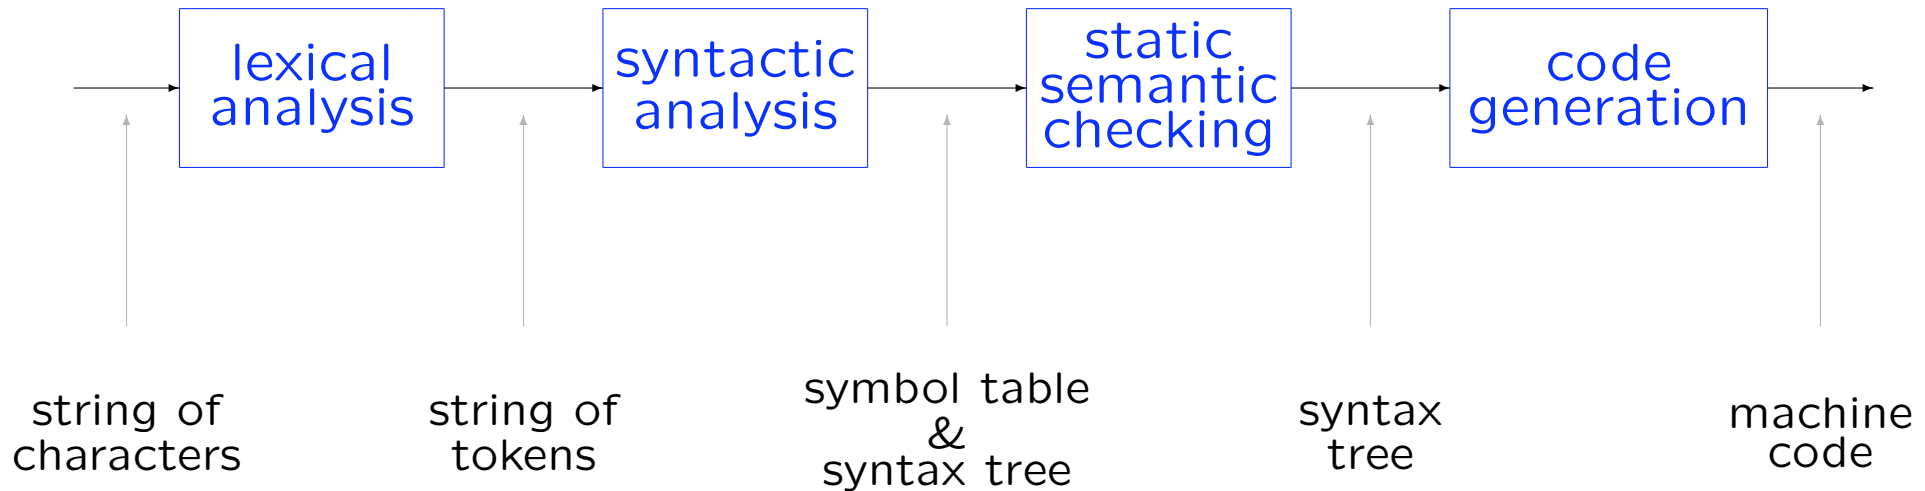 lexical
analysis
syntactic
analysis
static
semantic
checking
code
generation
string of
characters
string of
tokens
symbol table
&
syntax tree
syntax
tree
machine
code